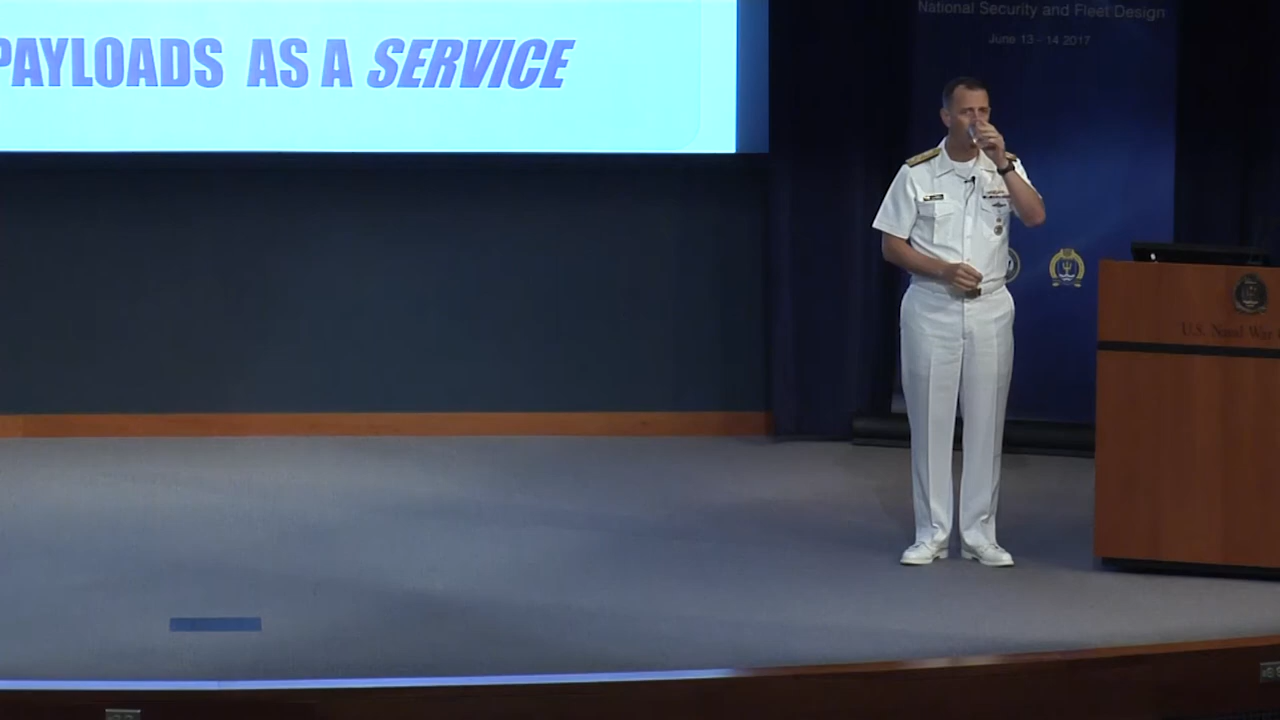 PAYLOADS AS A SERVICE
National Security and Fleet Design
June 13 - 14 2017
U.S. Naval War